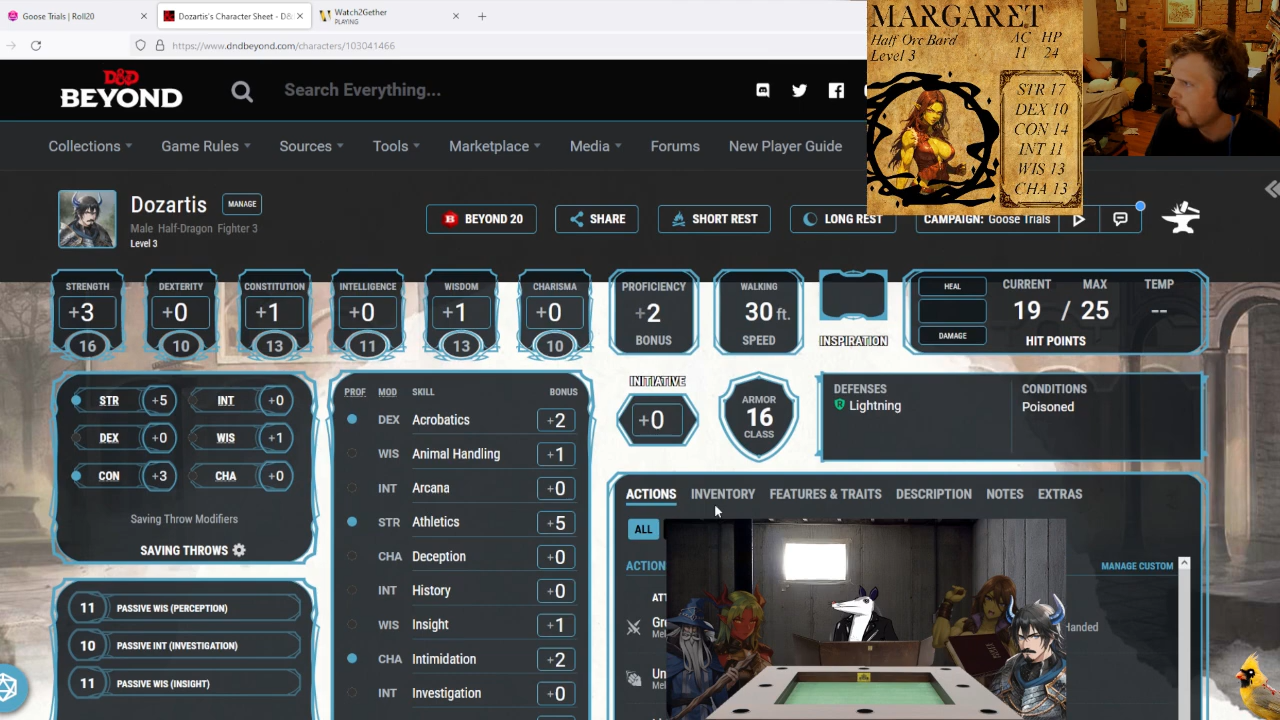 Goose Trials | Roll20
Dozartis's Character Sheet - D&
Watch2Gether
PLAYING
https://www.dndbeyond.com/characters/103041466
D&D
BEYOND
Search Everything...
Collections
Game Rules
Sources
Tools
Marketplace
Media
Forums
New Player Guide
MARGARET
Half Orc Bard
Level 3
AC HP
11 24
STR 17
DEX 10
CON 14
INT 11
WIS 13
CHA 13
Dozartis
MANAGE
Male Half-Dragon Fighter 3
Level 3
BEYOND 20
SHARE
SHORT REST
LONG REST
CAMPAIGN: Goose Trials
STRENGTH
+3
16
DEXTERITY
+0
10
CONSTITUTION
+1
13
INTELLIGENCE
+0
11
WISDOM
+1
13
CHARISMA
+0
10
PROFICIENCY
+2
BONUS
WALKING
30 ft.
SPEED
INSPIRATION
HEAL
DAMAGE
CURRENT MAX TEMP
19 / 25 --
HIT POINTS
STR +5
INT +0
DEX +0
WIS +1
CON +3
CHA +0
Saving Throw Modifiers
SAVING THROWS
11 PASSIVE WIS (PERCEPTION)
10 PASSIVE INT (INVESTIGATION)
11 PASSIVE WIS (INSIGHT)
PROF MOD SKILL BONUS
DEX Acrobatics +2
WIS Animal Handling +1
INT Arcana +0
STR Athletics +5
CHA Deception +0
INT History +0
WIS Insight +1
CHA Intimidation +2
INT Investigation +0
INITIATIVE
+0
ARMOR
16
CLASS
DEFENSES
Lightning
CONDITIONS
Poisoned
ACTIONS
INVENTORY
FEATURES & TRAITS
DESCRIPTION
NOTES
EXTRAS
ALL
ACTION
MANAGE CUSTOM
ATT
Gr
Mel
Handed
Un
Mel